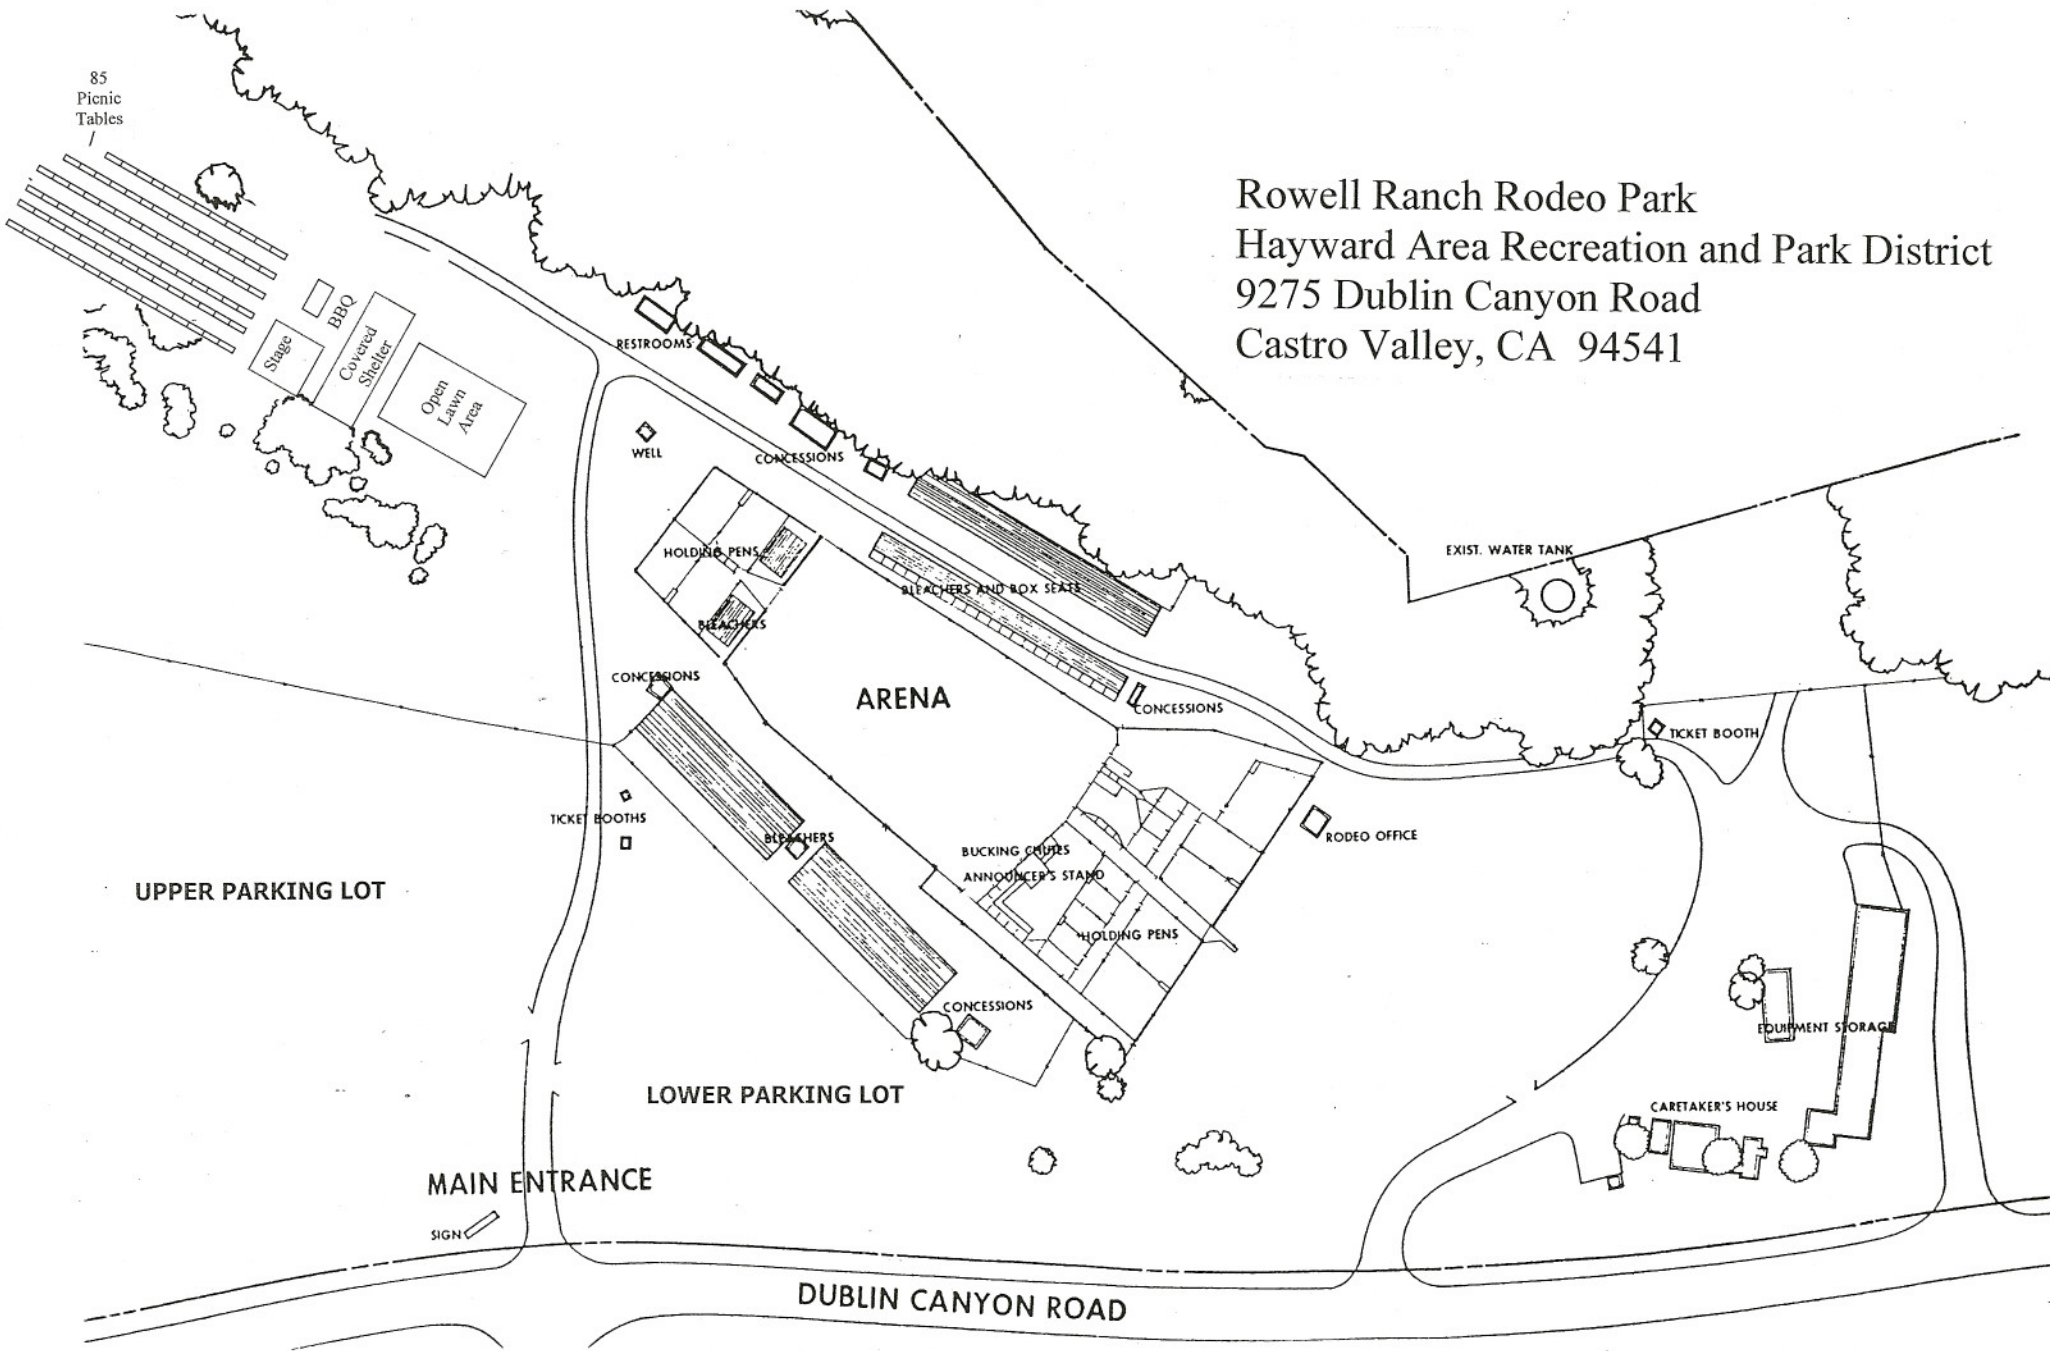 85
Picnic
Tables
Rowell Ranch Rodeo Park
Hayward Area Recreation and Park District
9275 Dublin Canyon Road
Castro Valley, CA 94541
BBQ
Stage
Covered
Shelter
Open
Lawn
Area
RESTROOMS
WELL
CONCESSIONS
HOLDING PENS
BLEACHERS
BLEACHERS AND BOX SEATS
EXIST. WATER TANK
CONCESSIONS
ARENA
CONCESSIONS
TICKET BOOTH
TICKET BOOTHS
BLEACHERS
RODEO OFFICE
BUCKING CHUTES
ANNOUNCER'S STAND
UPPER PARKING LOT
HOLDING PENS
CONCESSIONS
EQUIPMENT STORAGE
LOWER PARKING LOT
CARETAKER'S HOUSE
MAIN ENTRANCE
SIGN
DUBLIN CANYON ROAD